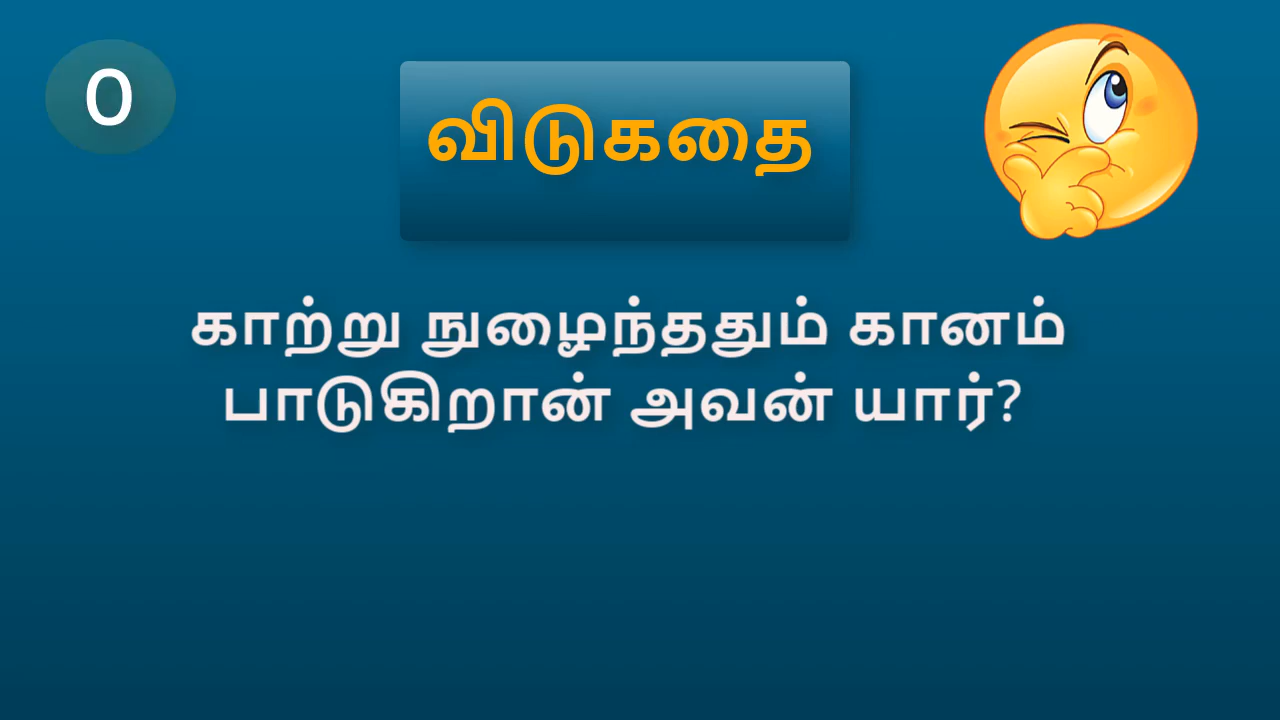 0
விடுகதை
காற்று நுழைந்ததும் கானம்
பாடுகிறான் அவன் யார்?